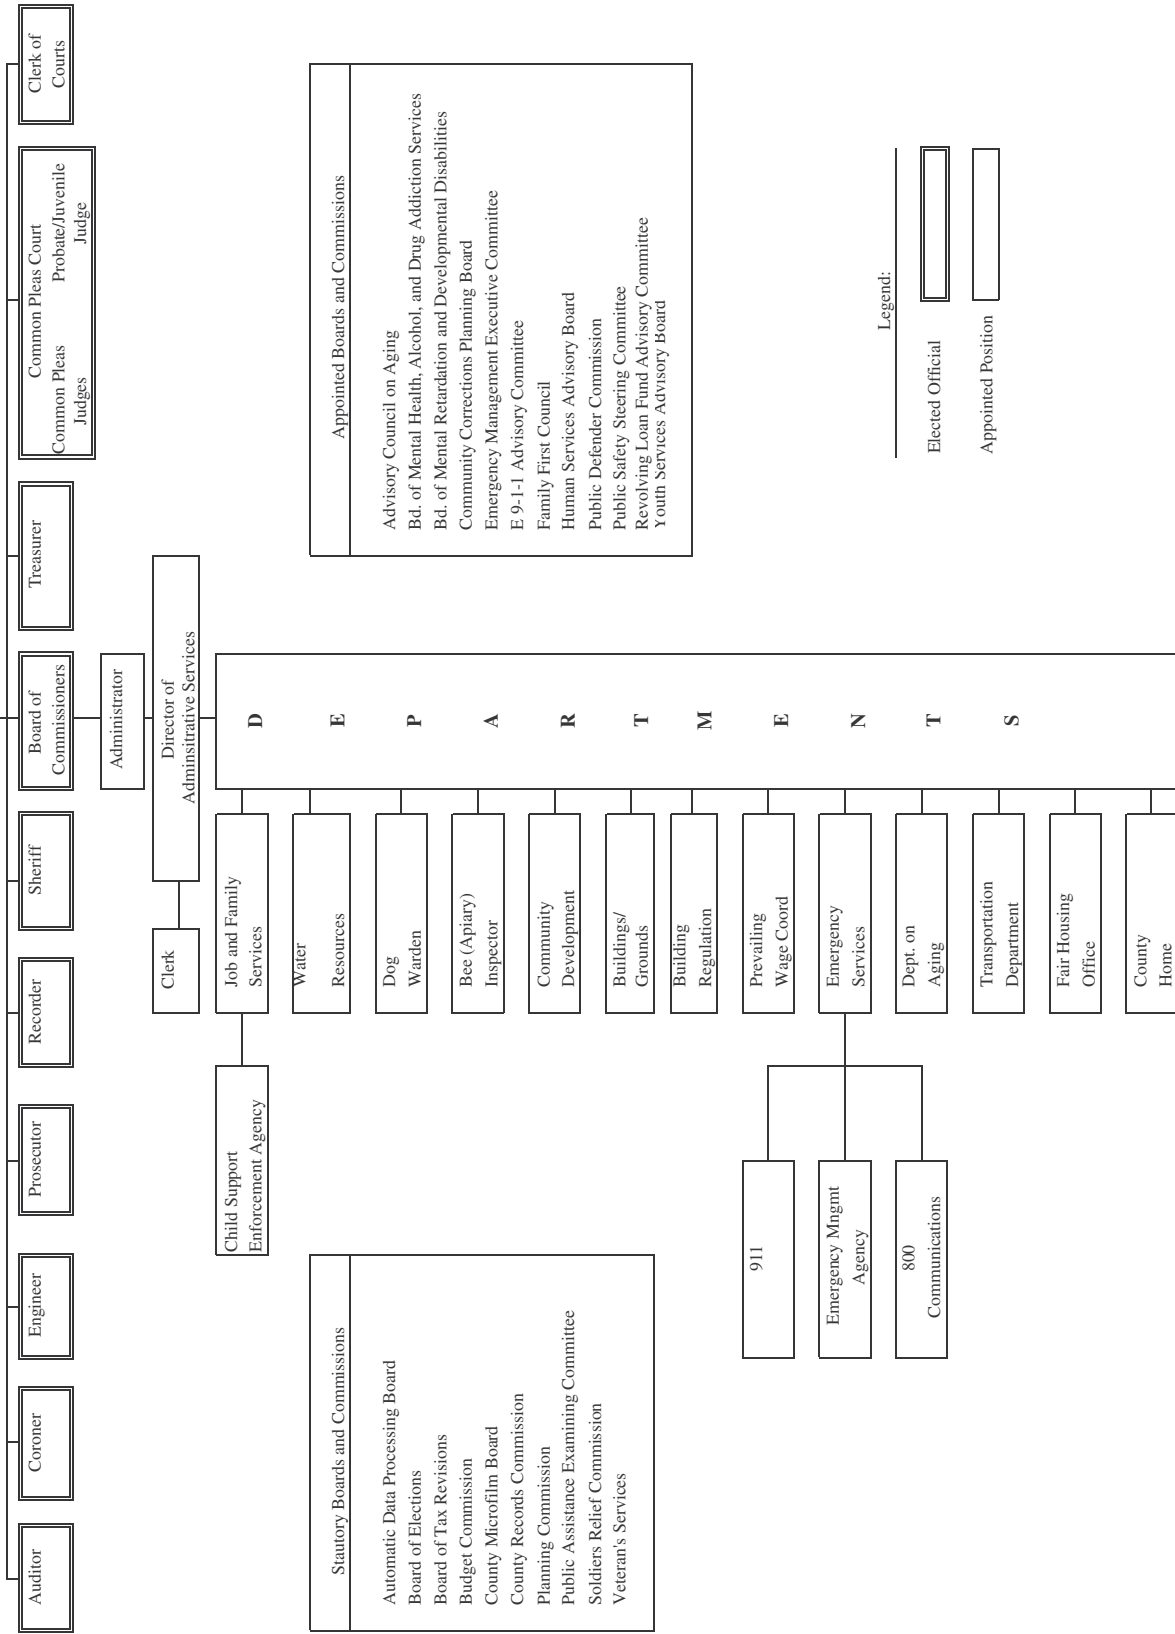 Auditor
Coroner
Engineer
Prosecutor
Recorder
Sheriff
Board of
Commissioners
Treasurer
Common Pleas Court
Common Pleas Probate/Juvenile
Judges Judge
Clerk of
Courts
Administrator
Director of
Adminsitrative Services
Clerk
D
E
P
A
R
T
M
E
N
T
S
Job and Family
Services
Child Support
Enforcement Agency
Water
Resources
Dog
Warden
Bee (Apiary)
Inspector
Community
Development
Buildings/
Grounds
Building
Regulation
Prevailing
Wage Coord
Emergency
Services
911
Emergency Mngmt
Agency
800
Communications
Dept. on
Aging
Transportation
Department
Fair Housing
Office
County
Home
Stautory Boards and Commissions
Automatic Data Processing Board
Board of Elections
Board of Tax Revisions
Budget Commission
County Microfilm Board
County Records Commission
Planning Commission
Public Assistance Examining Committee
Soldiers Relief Commission
Veteran's Services
Appointed Boards and Commissions
Advisory Council on Aging
Bd. of Mental Health, Alcohol, and Drug Addiction Services
Bd. of Mental Retardation and Developmental Disabilities
Community Corrections Planning Board
Emergency Management Executive Committee
E 9-1-1 Advisory Committee
Family First Council
Human Services Advisory Board
Public Defender Commission
Public Safety Steering Committee
Revolving Loan Fund Advisory Committee
Youth Services Advisory Board
Legend:
Elected Official
Appointed Position